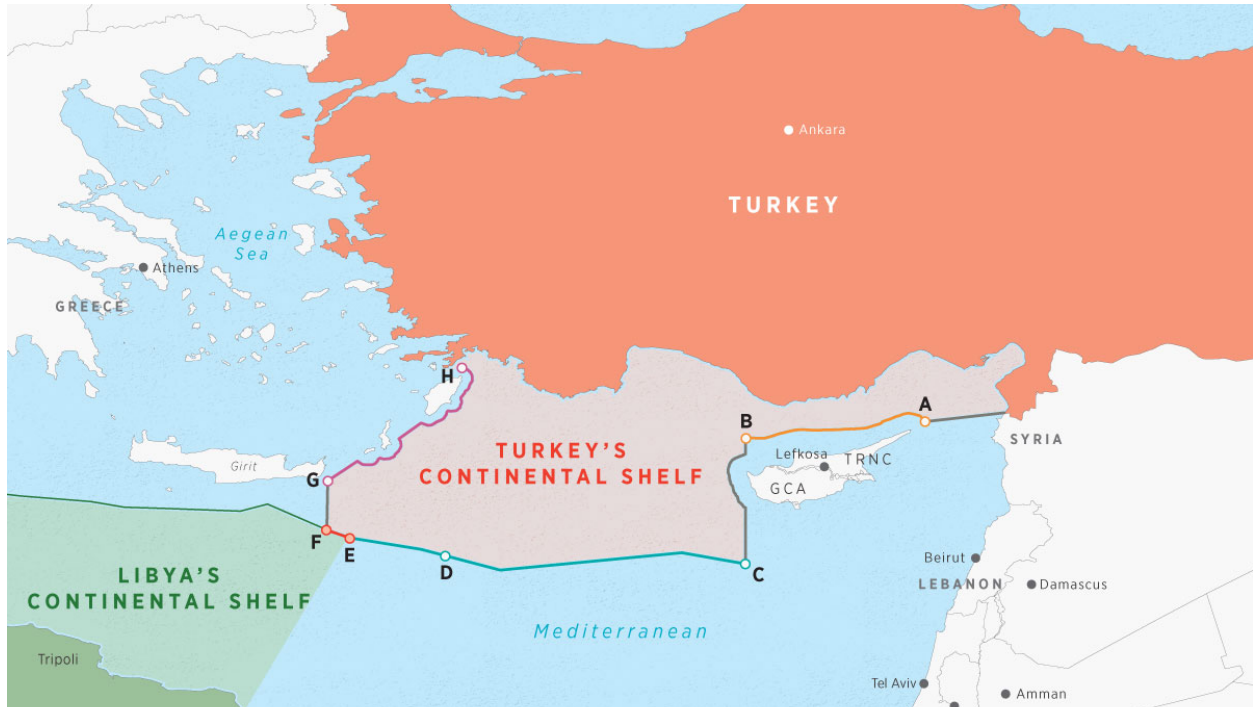 Ankara
TURKEY
Aegean
Sea
Athens
GREECE
H
A
B
SYRIA
TURKEY'S
CONTINENTAL SHELF
Lefkosa
TRNC
Girit
GCA
G
F
E
D
C
Beirut
LIBYA'S
CONTINENTAL SHELF
LEBANON
Damascus
Mediterranean
Tripoli
Tel Aviv
Amman